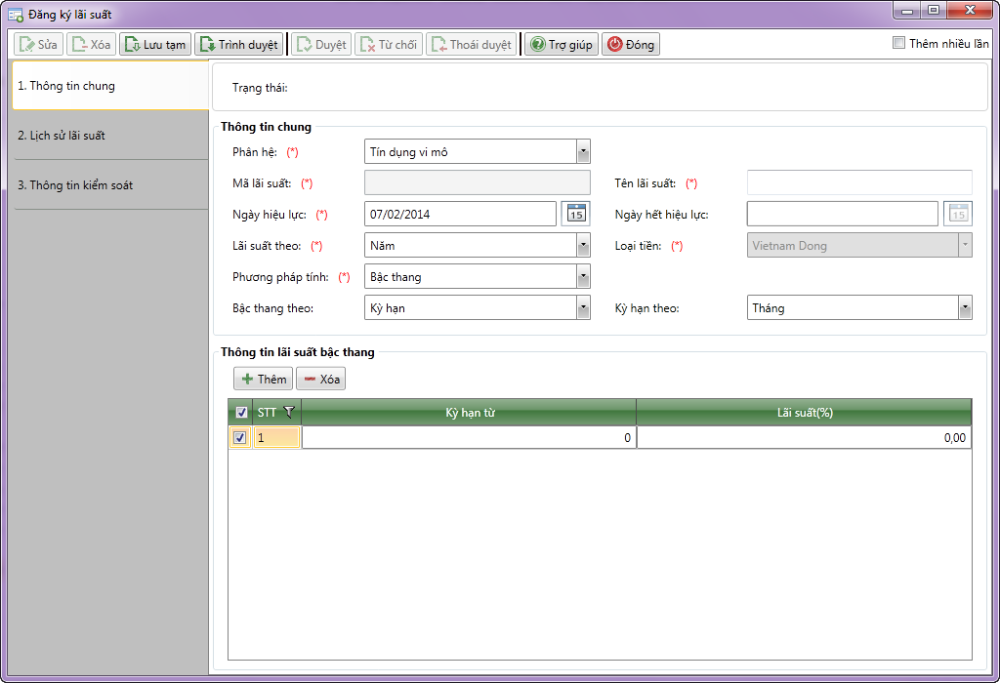 Đăng ký lãi suất
Sửa Xóa Lưu tạm Trình duyệt Duyệt Từ chối Thoái duyệt Trợ giúp Đóng Thêm nhiều lần
1. Thông tin chung
2. Lịch sử lãi suất
3. Thông tin kiểm soát
Trạng thái:
Thông tin chung
Phân hệ: (*) Tín dụng vi mô
Mã lãi suất: (*) Tên lãi suất: (*)
Ngày hiệu lực: (*) 07/02/2014 15 Ngày hết hiệu lực: 15
Lãi suất theo: (*) Năm Loại tiền: (*) Vietnam Dong
Phương pháp tính: (*) Bậc thang
Bậc thang theo: Kỳ hạn Kỳ hạn theo: Tháng
Thông tin lãi suất bậc thang
Thêm Xóa
STT Kỳ hạn từ Lãi suất(%)
1 0 0,00